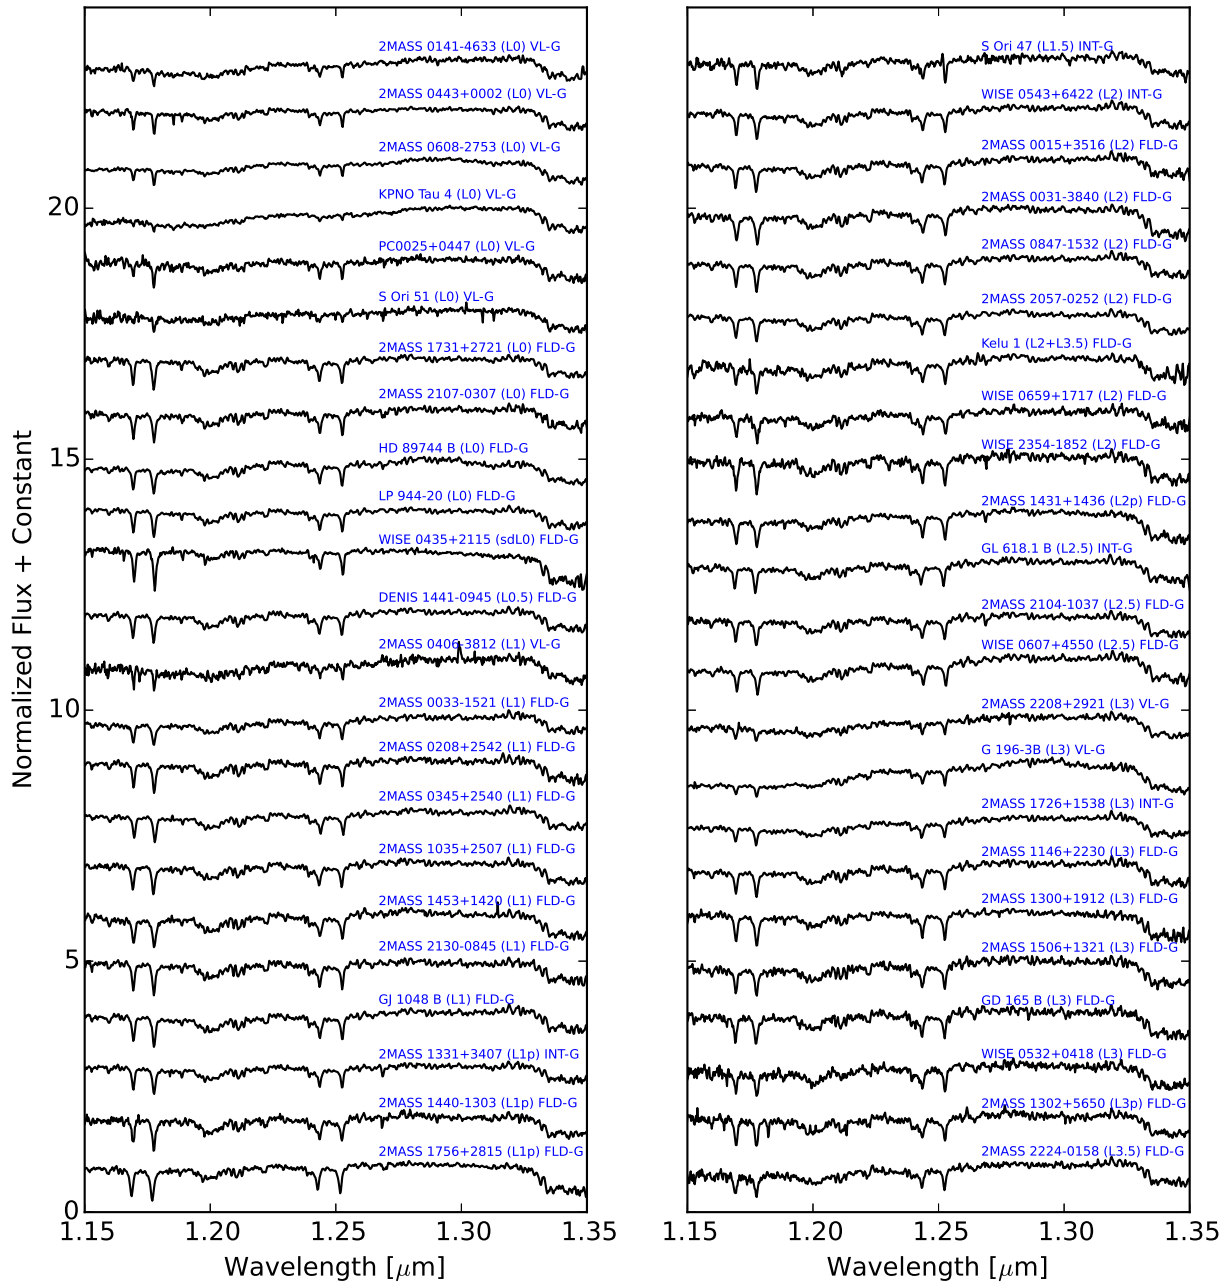 Normalized Flux + Constant
20
15
10
5
0
2MASS 0141-4633 (L0) VL-G
2MASS 0443+0002 (L0) VL-G
2MASS 0608-2753 (L0) VL-G
KPNO Tau 4 (L0) VL-G
PC0025+0447 (L0) VL-G
S Ori 51 (L0) VL-G
2MASS 1731+2721 (L0) FLD-G
2MASS 2107-0307 (L0) FLD-G
HD 89744 B (L0) FLD-G
LP 944-20 (L0) FLD-G
WISE 0435+2115 (sdL0) FLD-G
DENIS 1441-0945 (L0.5) FLD-G
2MASS 0406-3812 (L1) VL-G
2MASS 0033-1521 (L1) FLD-G
2MASS 0208+2542 (L1) FLD-G
2MASS 0345+2540 (L1) FLD-G
2MASS 1035+2507 (L1) FLD-G
2MASS 1453+1420 (L1) FLD-G
2MASS 2130-0845 (L1) FLD-G
GJ 1048 B (L1) FLD-G
2MASS 1331+3407 (L1p) INT-G
2MASS 1440-1303 (L1p) FLD-G
2MASS 1756+2815 (L1p) FLD-G
1.15 1.20 1.25 1.30 1.35
Wavelength [μm]
S Ori 47 (L1.5) INT-G
WISE 0543+6422 (L2) INT-G
2MASS 0015+3516 (L2) FLD-G
2MASS 0031-3840 (L2) FLD-G
2MASS 0847-1532 (L2) FLD-G
2MASS 2057-0252 (L2) FLD-G
Kelu 1 (L2+L3.5) FLD-G
WISE 0659+1717 (L2) FLD-G
WISE 2354-1852 (L2) FLD-G
2MASS 1431+1436 (L2p) FLD-G
GL 618.1 B (L2.5) INT-G
2MASS 2104-1037 (L2.5) FLD-G
WISE 0607+4550 (L2.5) FLD-G
2MASS 2208+2921 (L3) VL-G
G 196-3B (L3) VL-G
2MASS 1726+1538 (L3) INT-G
2MASS 1146+2230 (L3) FLD-G
2MASS 1300+1912 (L3) FLD-G
2MASS 1506+1321 (L3) FLD-G
GD 165 B (L3) FLD-G
WISE 0532+0418 (L3) FLD-G
2MASS 1302+5650 (L3p) FLD-G
2MASS 2224-0158 (L3.5) FLD-G
1.15 1.20 1.25 1.30 1.35
Wavelength [μm]